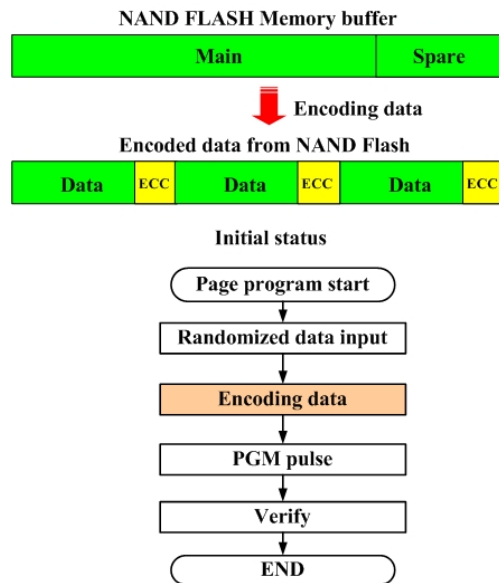 NAND FLASH Memory buffer
Main Spare
Encoding data
Encoded data from NAND Flash
Data ECC Data ECC Data ECC
Initial status
Page program start
Randomized data input
Encoding data
PGM pulse
Verify
END